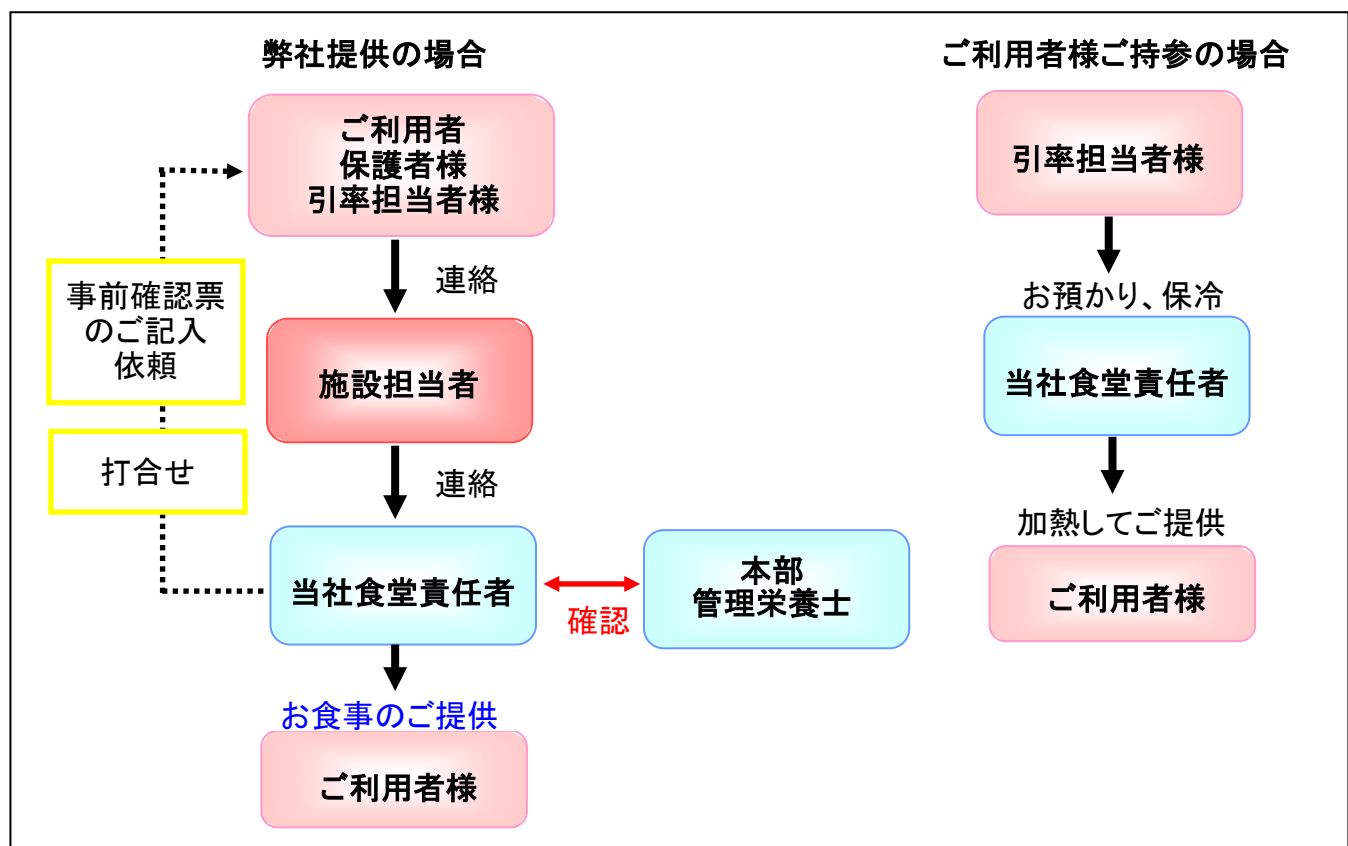 弊社提供の場合
ご利用者
保護者様
引率担当者様
連絡
事前確認票
のご記入
依頼
施設担当者
打合せ
連絡
当社食堂責任者
確認
本部
管理栄養士
お食事のご提供
ご利用者様
ご利用者様ご持参の場合
引率担当者様
お預かり、保冷
当社食堂責任者
加熱してご提供
ご利用者様